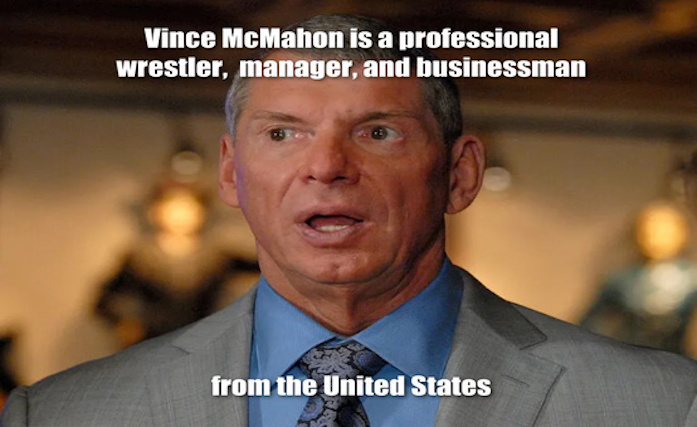 Vince McMahon is a professional
wrestler,  manager, and businessman
from the United States